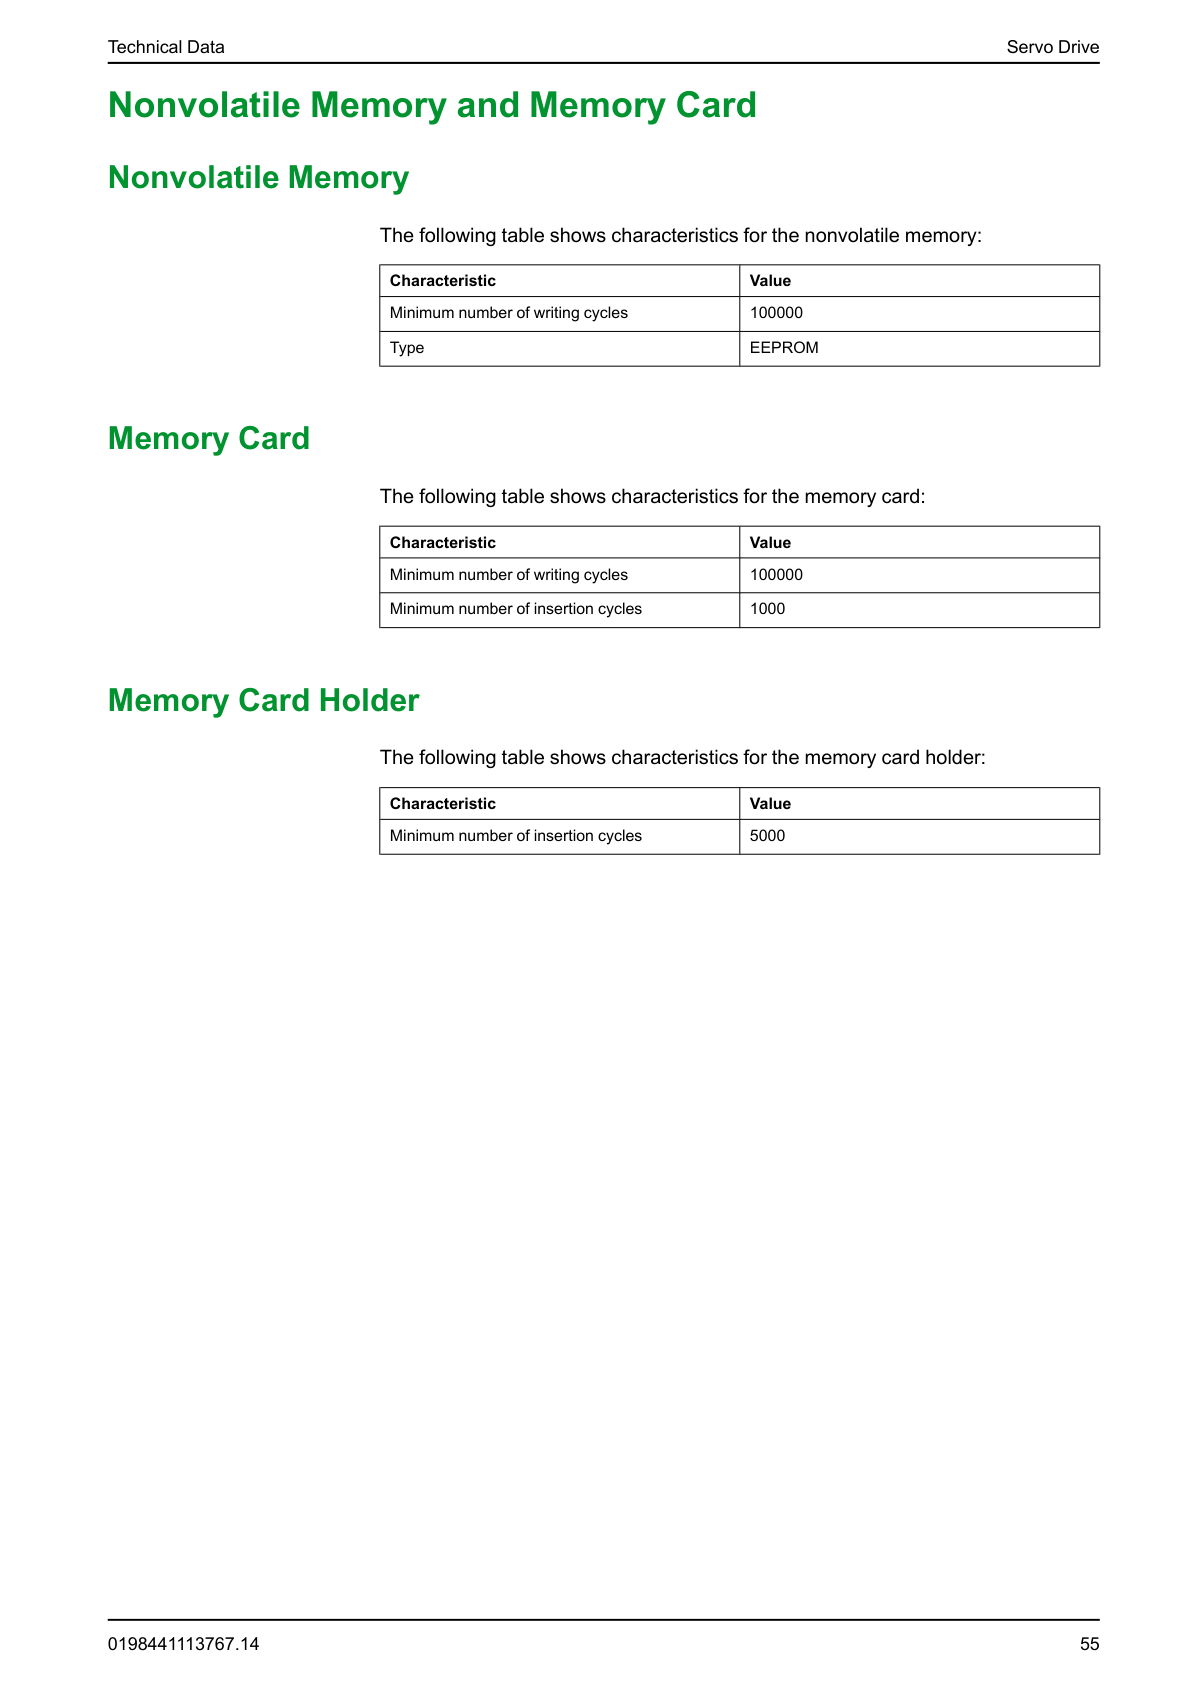 Technical Data Servo Drive
Nonvolatile Memory and Memory Card
Nonvolatile Memory
The following table shows characteristics for the nonvolatile memory:
Characteristic Value
Minimum number of writing cycles 100000
Type EEPROM
Memory Card
The following table shows characteristics for the memory card:
Characteristic Value
Minimum number of writing cycles 100000
Minimum number of insertion cycles 1000
Memory Card Holder
The following table shows characteristics for the memory card holder:
Characteristic Value
Minimum number of insertion cycles 5000
0198441113767.14 55